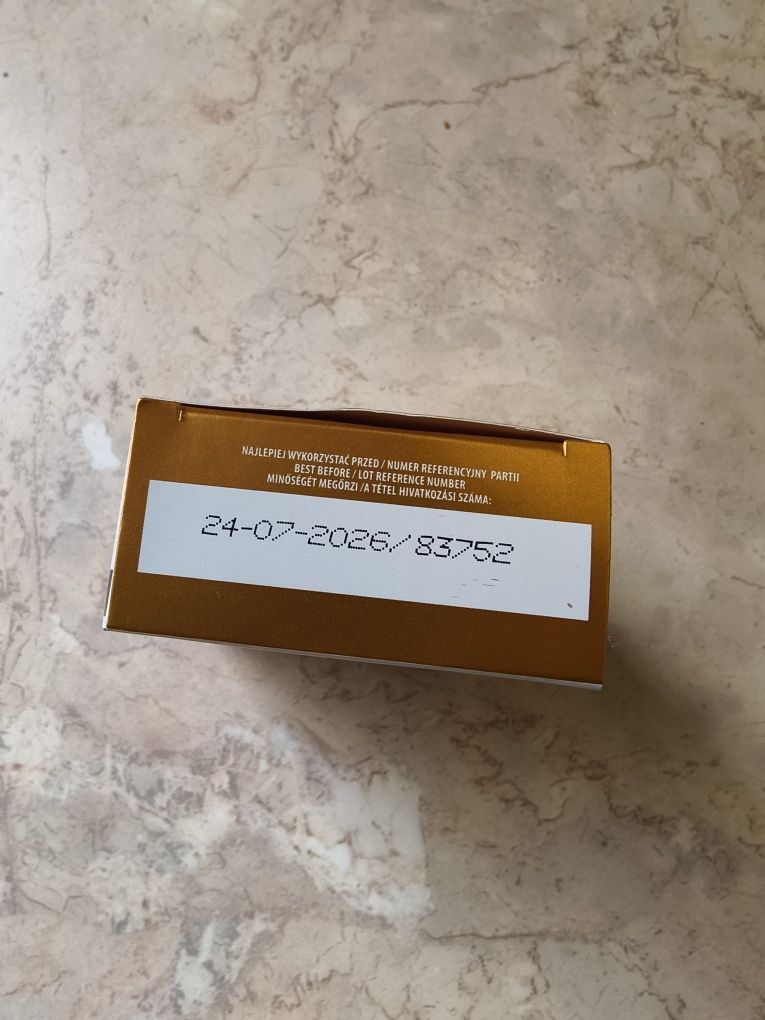 NAJLEPIEJ WYKORZYSTAĆ PRZED / NUMER REFERENCYJNY PARTII
BEST BEFORE / LOT REFERENCE NUMBER
MINŐSÉGÉT MEGŐRZI /A TÉTEL HIVATKOZÁSI SZÁMA:
24-07-2026/ 83752